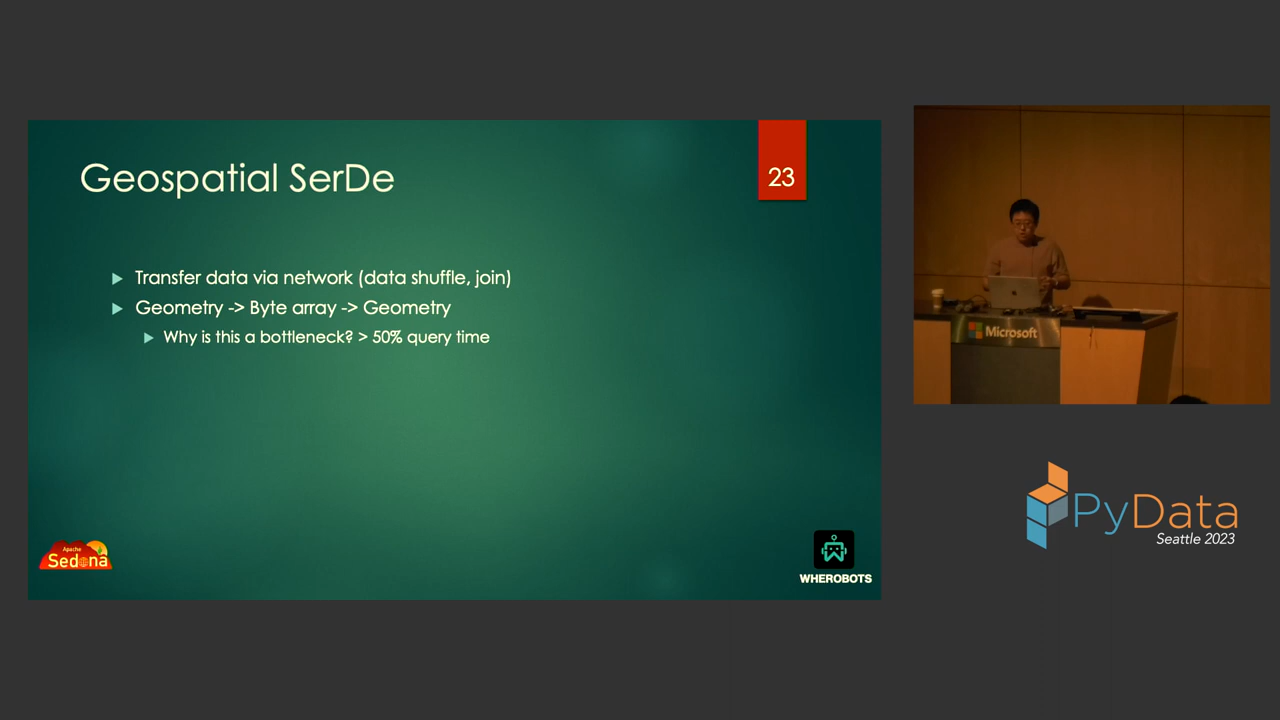 Geospatial SerDe
23
Transfer data via network (data shuffle, join)
Geometry -> Byte array -> Geometry
Why is this a bottleneck? > 50% query time
Apache
Sedona
WHEROBOTS
Microsoft
PyData
Seattle 2023